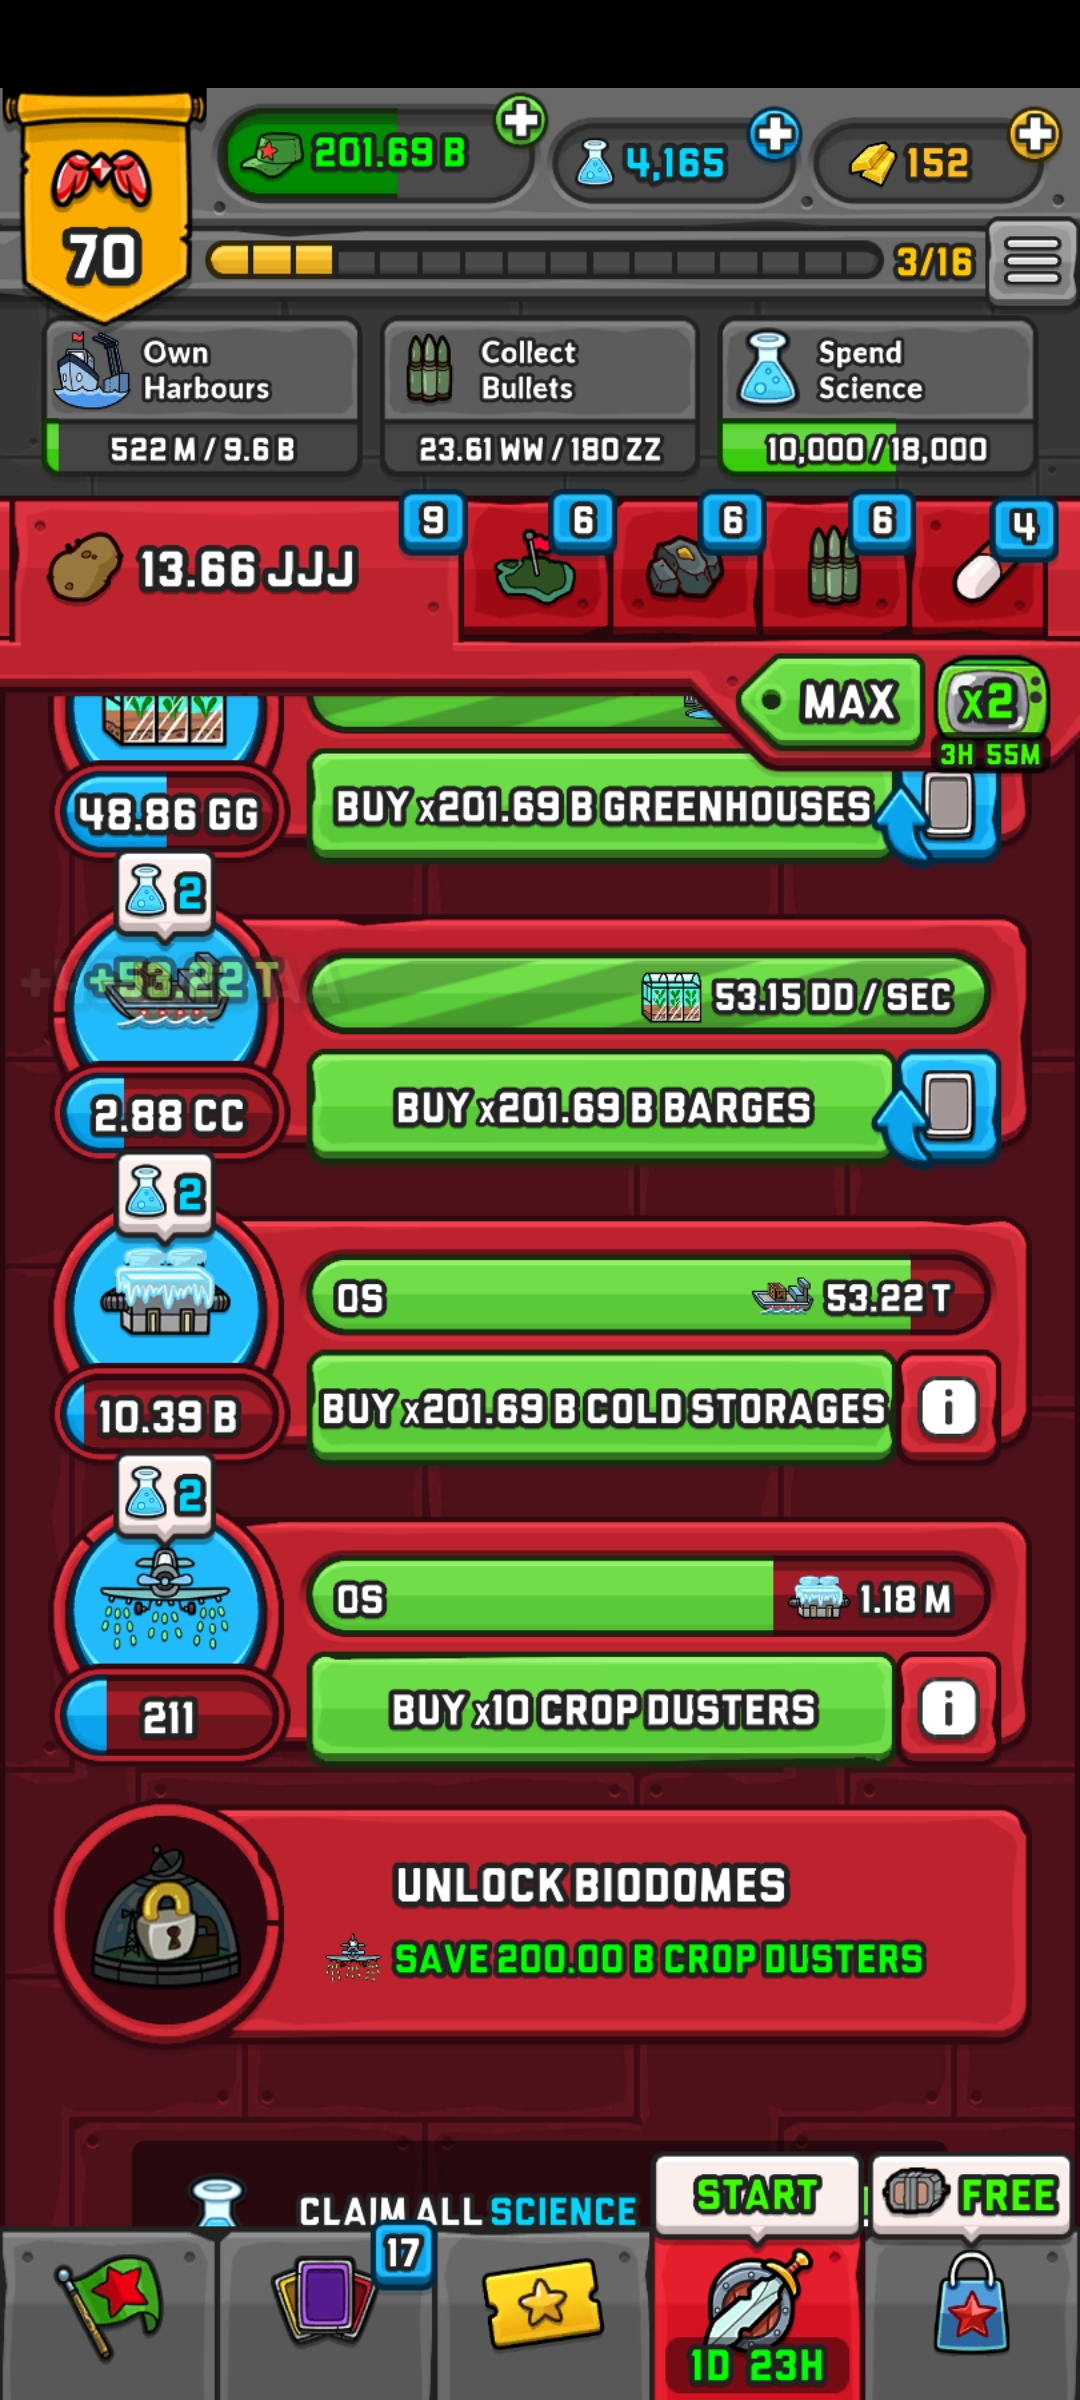 70
201.69 B
4,165
152
3/16
Own
Harbours
522 M / 9.6 B
Collect
Bullets
23.61 WW / 180 ZZ
Spend
Science
10,000 / 18,000
13.66 JJJ
9
6
6
6
4
MAX
x2
3H 55M
48.86 GG
BUY x201.69 B GREENHOUSES
2
+53.22 T
53.15 DD / SEC
2.88 CC
BUY x201.69 B BARGES
2
0S
53.22 T
10.39 B
BUY x201.69 B COLD STORAGES
i
2
0S
1.18 M
211
BUY x10 CROP DUSTERS
i
UNLOCK BIODOMES
SAVE 200.00 B CROP DUSTERS
CLAIM ALL SCIENCE
START
FREE
17
1D 23H